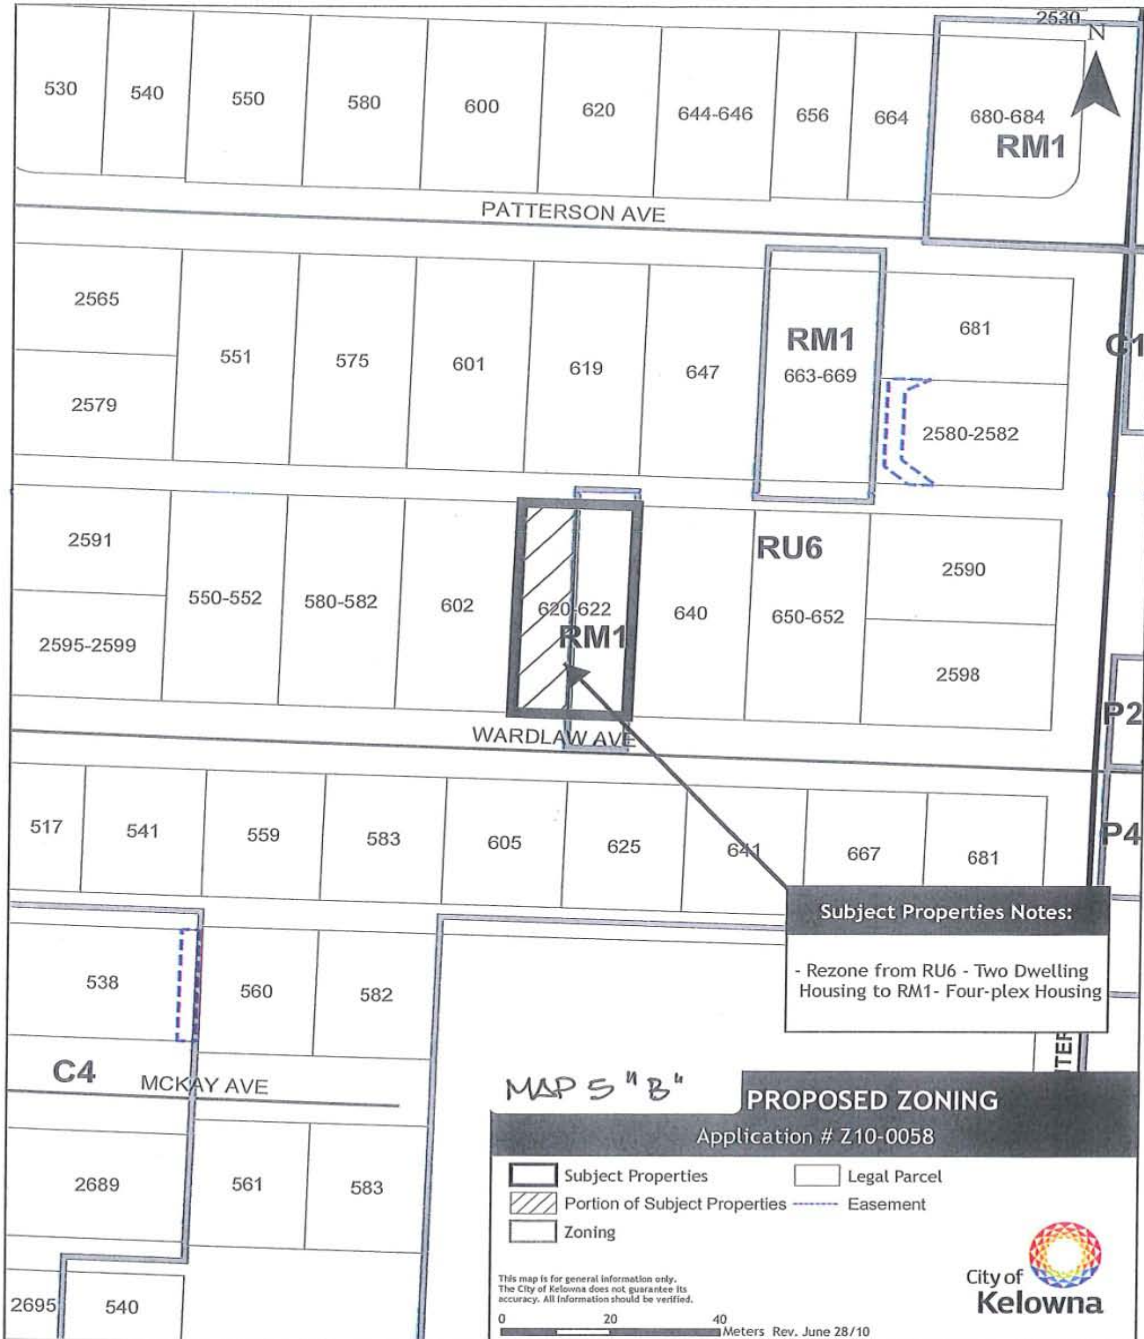 2530
N
530
540
550
580
600
620
644-646
656
664
680-684
RM1
PATTERSON AVE
2565
551
575
601
619
647
RM1
663-669
681
C1
2579
2580-2582
2591
RU6
2590
550-552
580-582
602
620-622
RM1
640
650-652
2595-2599
2598
P2
WARDLAW AVE
517
541
559
583
605
625
641
667
681
P4
Subject Properties Notes:
- Rezone from RU6 - Two Dwelling
Housing to RM1- Four-plex Housing
538
560
582
C4
MCKAY AVE
NTER
MAP 5 "B"
PROPOSED ZONING
Application # Z10-0058
Subject Properties
Legal Parcel
Portion of Subject Properties
Easement
Zoning
2689
561
583
This map is for general information only.
The City of Kelowna does not guarantee its
accuracy. All information should be verified.
City of
Kelowna
2695
540
0 20 40
Meters Rev. June 28/10